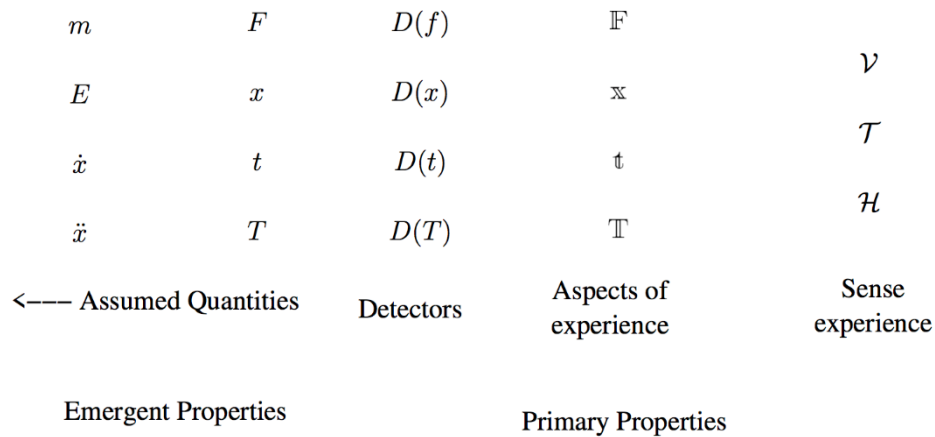 m F D(f) 𝔽
𝒱
E x D(x) 𝕩
𝒯
ẋ t D(t) 𝕥
ℋ
ẍ T D(T) 𝕋
<--- Assumed Quantities
Detectors
Aspects of
experience
Sense
experience
Emergent Properties
Primary Properties